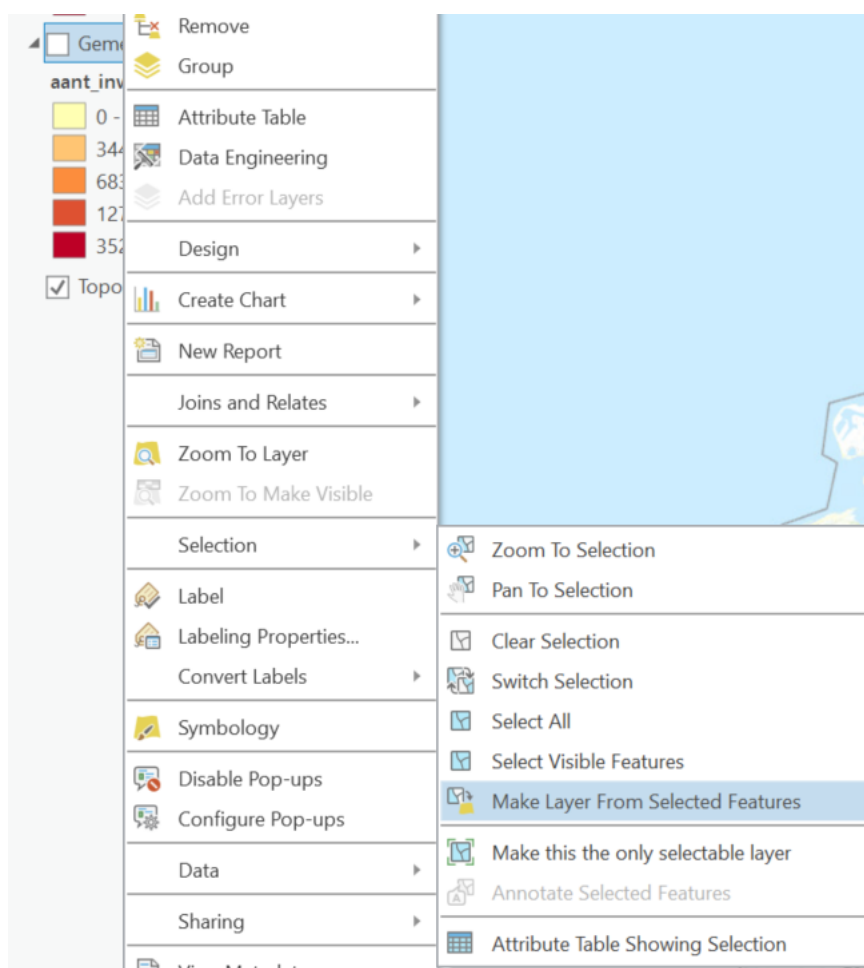 Remove
Geme
Group
aant_inv
0 -
Attribute Table
344
Data Engineering
683
Add Error Layers
127
352
Design
Topo
Create Chart
New Report
Joins and Relates
Zoom To Layer
Zoom To Make Visible
Selection
Zoom To Selection
Label
Pan To Selection
Labeling Properties...
Clear Selection
Convert Labels
Switch Selection
Symbology
Select All
Select Visible Features
Disable Pop-ups
Make Layer From Selected Features
Configure Pop-ups
Make this the only selectable layer
Data
Annotate Selected Features
Sharing
Attribute Table Showing Selection